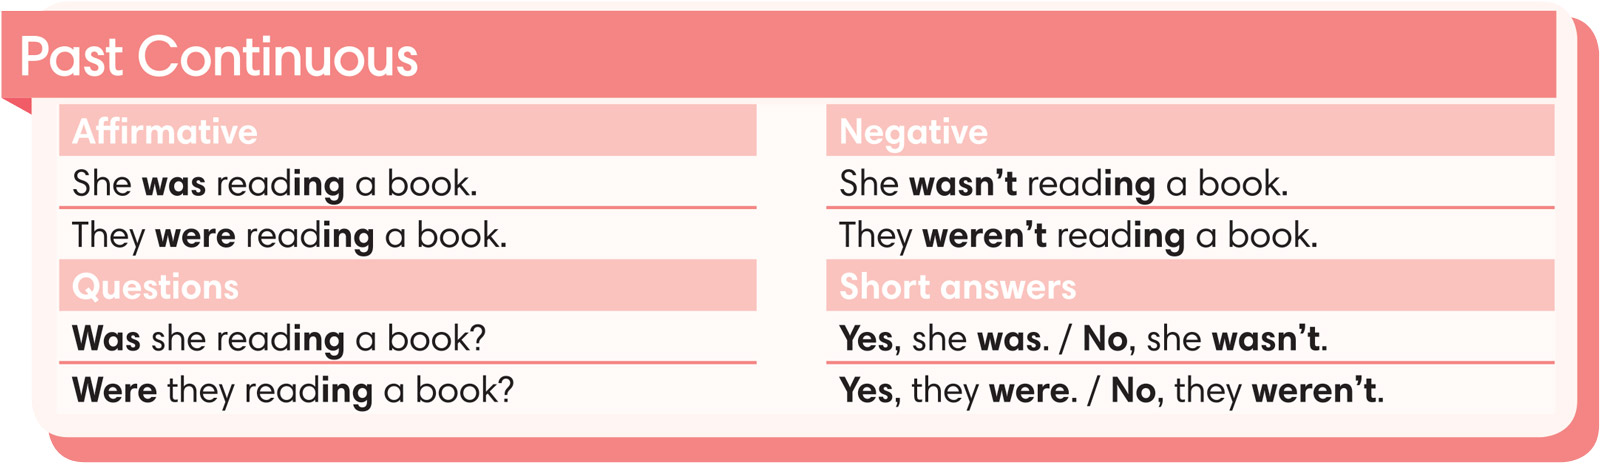 Past Continuous
Affirmative
She was reading a book.
They were reading a book.
Questions
Was she reading a book?
Were they reading a book?
Negative
She wasn’t reading a book.
They weren’t reading a book.
Short answers
Yes, she was. / No, she wasn’t.
Yes, they were. / No, they weren’t.